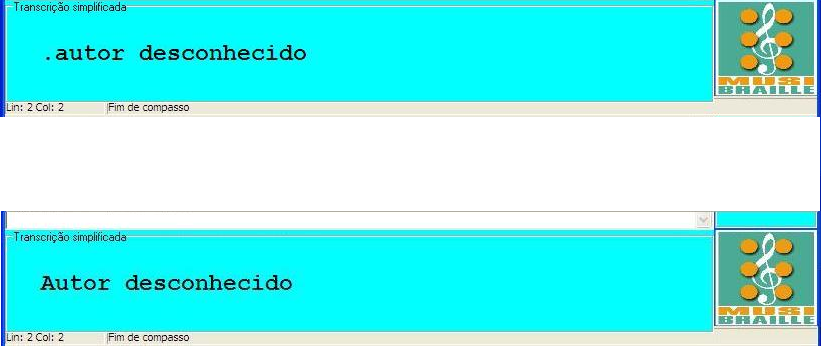 Transcrição simplificada
.autor desconhecido
MUSI
BRAILLE
Lin: 2 Col: 2 Fim de compasso
Transcrição simplificada
Autor desconhecido
MUSI
BRAILLE
Lin: 2 Col: 2 Fim de compasso